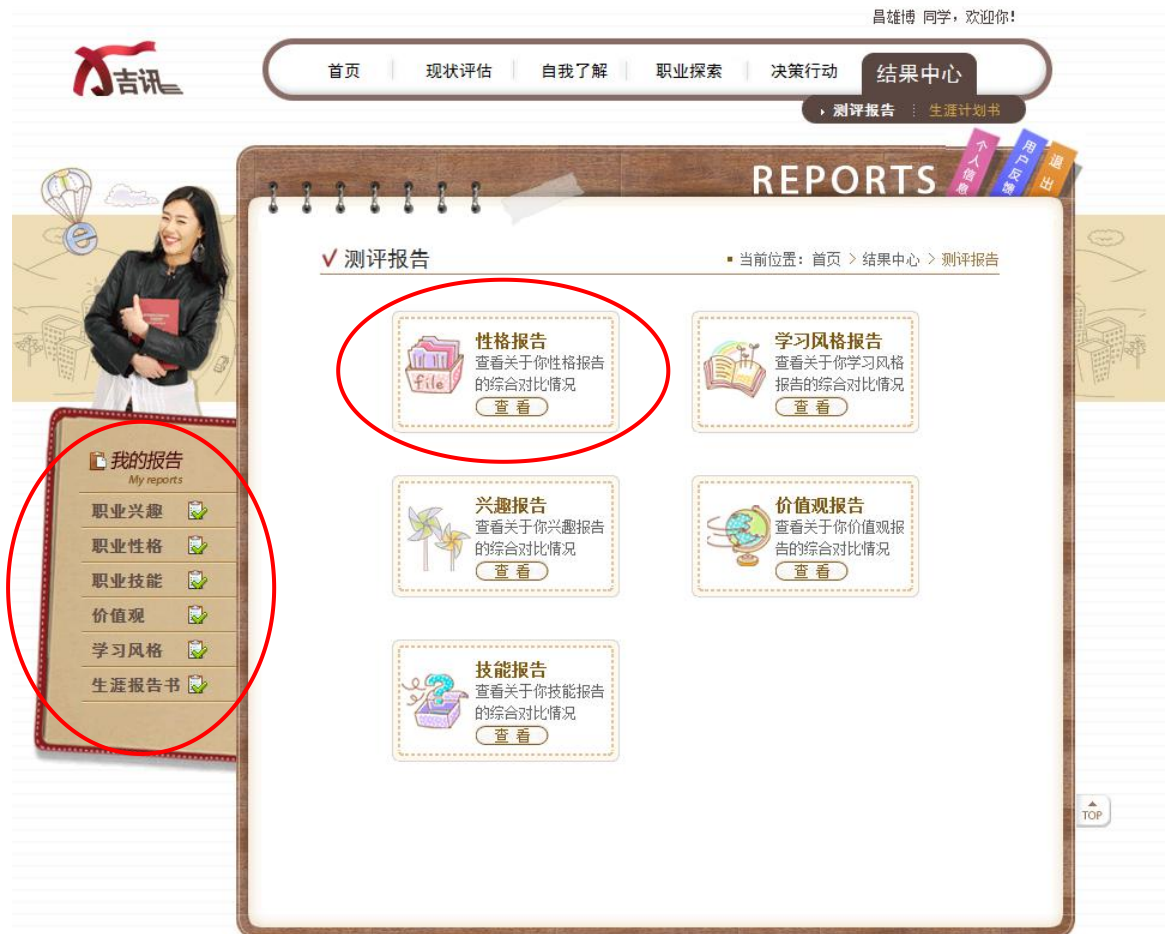 昌雄博 同学，欢迎你!
吉讯
首页 现状评估 自我了解 职业探索 决策行动 结果中心
测评报告 生涯计划书
REPORTS
个人信息
用户反馈
退出
测评报告
▪ 当前位置：首页 > 结果中心 > 测评报告
性格报告
查看关于你性格报告
的综合对比情况
查 看
file
学习风格报告
查看关于你学习风格
报告的综合对比情况
查 看
我的报告
My reports
职业兴趣
职业性格
职业技能
价值观
学习风格
生涯报告书
兴趣报告
查看关于你兴趣报告
的综合对比情况
查 看
价值观报告
查看关于你价值观报
告的综合对比情况
查 看
技能报告
查看关于你技能报告
的综合对比情况
查 看
TOP